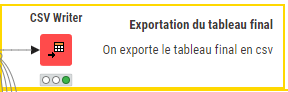 CSV Writer
Exportation du tableau final
On exporte le tableau final en csv